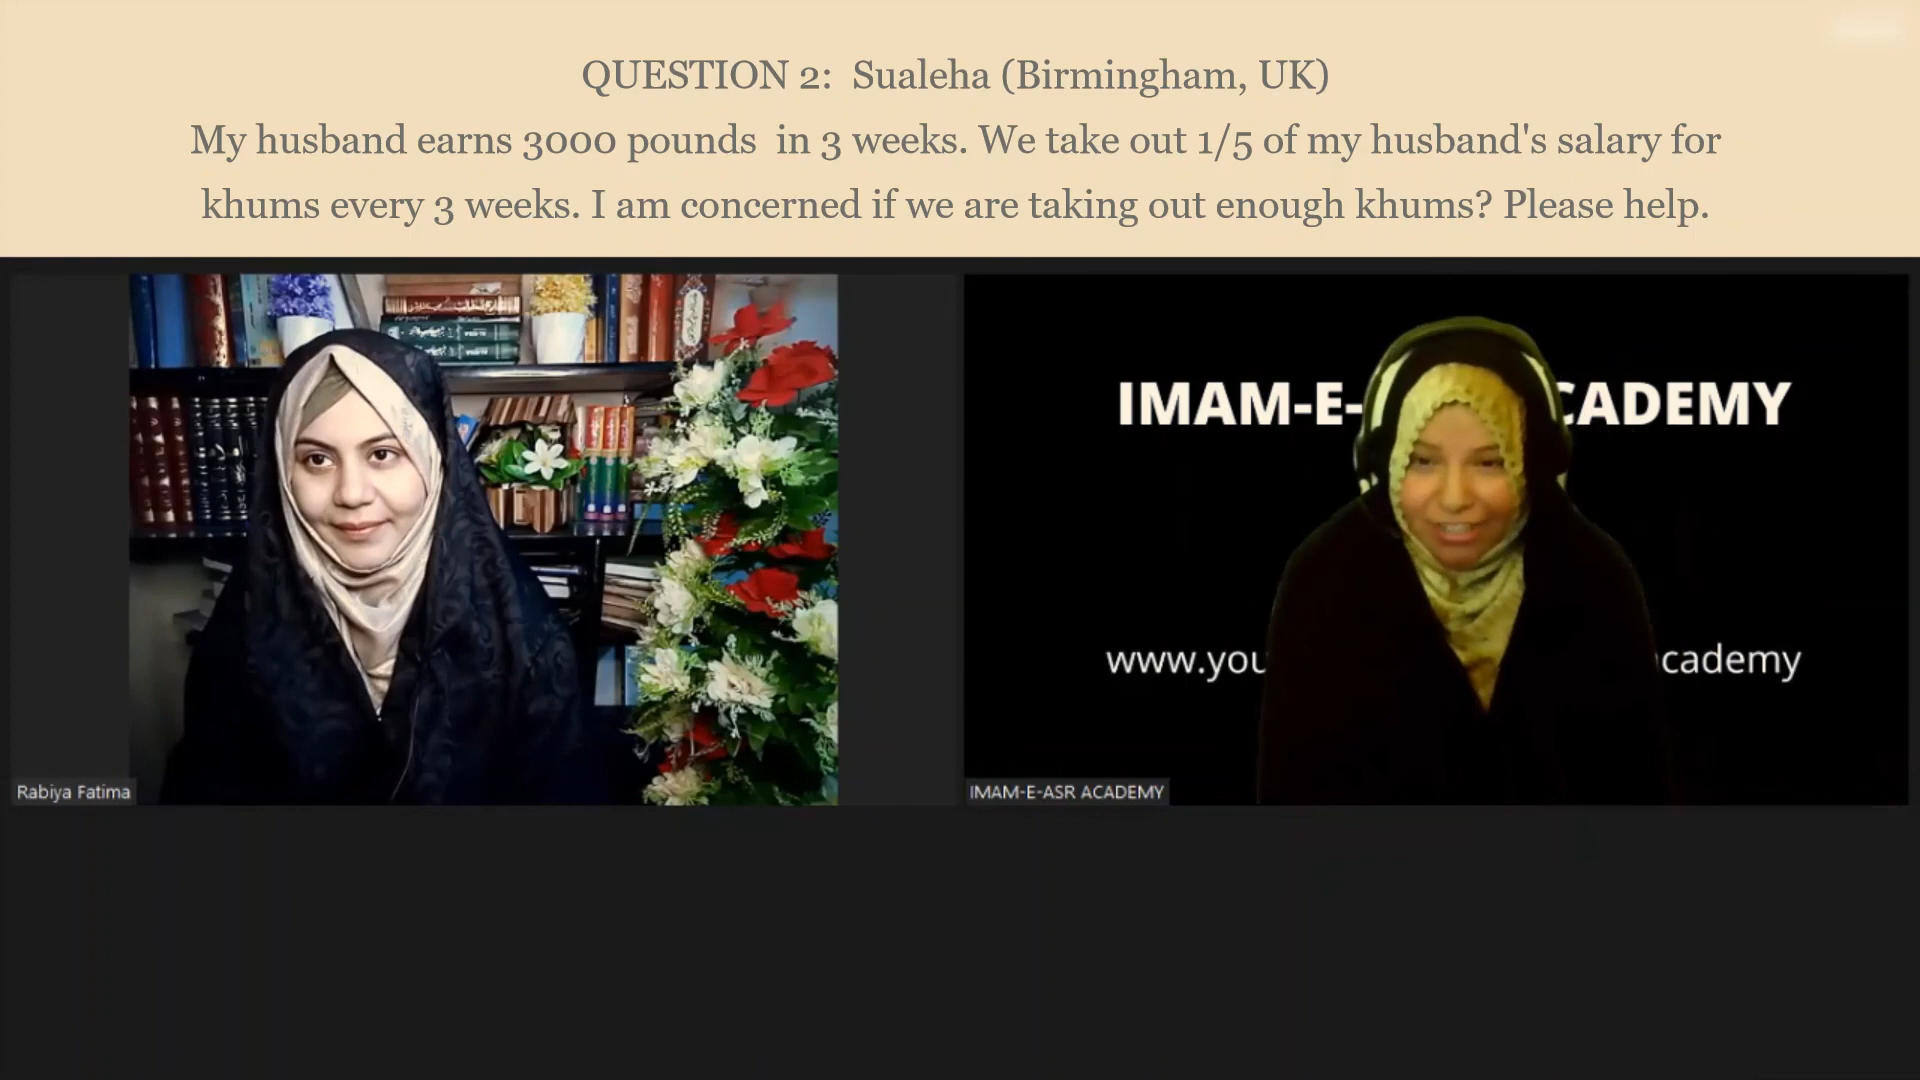 QUESTION 2:  Sualeha (Birmingham, UK)
My husband earns 3000 pounds  in 3 weeks. We take out 1/5 of my husband's salary for
khums every 3 weeks. I am concerned if we are taking out enough khums? Please help.
IMAM-E- CADEMY
www.you cademy
Rabiya Fatima
IMAM-E-ASR ACADEMY